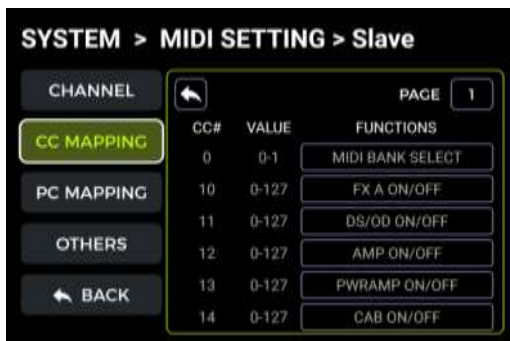 SYSTEM > MIDI SETTING > Slave
CHANNEL
CC MAPPING
PC MAPPING
OTHERS
BACK
PAGE 1
CC# VALUE FUNCTIONS
0 0-1 MIDI BANK SELECT
10 0-127 FX A ON/OFF
11 0-127 DS/OD ON/OFF
12 0-127 AMP ON/OFF
13 0-127 PWRAMP ON/OFF
14 0-127 CAB ON/OFF